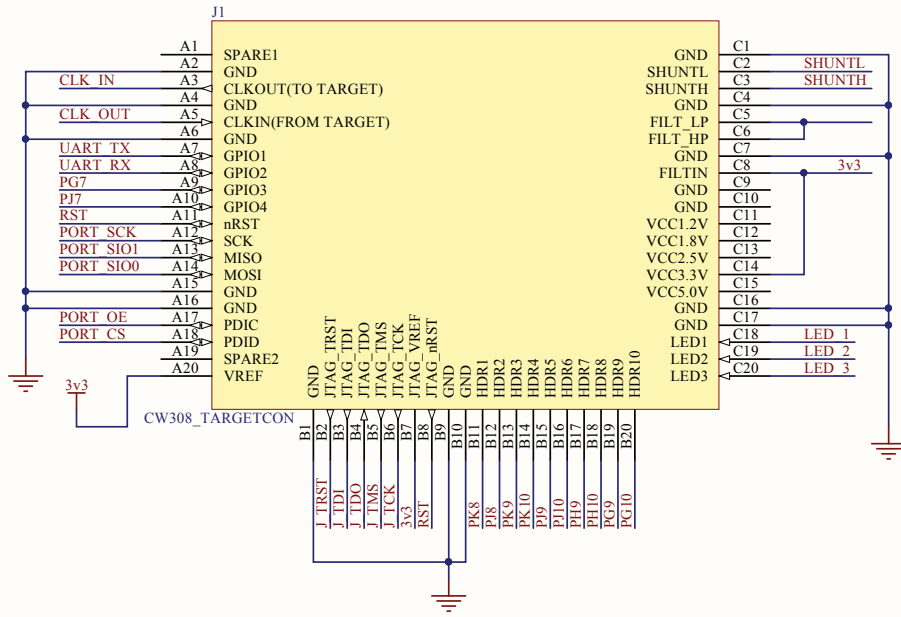 J1
A1 SPARE1
A2 GND
CLK_IN A3 CLKOUT(TO TARGET)
A4 GND
CLK_OUT A5 CLKIN(FROM TARGET)
A6 GND
UART_TX A7 GPIO1
UART_RX A8 GPIO2
PG7 A9 GPIO3
PJ7 A10 GPIO4
RST A11 nRST
PORT_SCK A12 SCK
PORT_SIO1 A13 MISO
PORT_SIO0 A14 MOSI
A15 GND
A16 GND
PORT_OE A17 PDIC
PORT_CS A18 PDID
A19 SPARE2
3v3 A20 VREF
GND C1
SHUNTL C2 SHUNTL
SHUNTH C3 SHUNTH
GND C4
FILT_LP C5
FILT_HP C6
GND C7
FILTIN C8 3v3
GND C9
GND C10
VCC1.2V C11
VCC1.8V C12
VCC2.5V C13
VCC3.3V C14
VCC5.0V C15
GND C16
GND C17
LED1 C18 LED_1
LED2 C19 LED_2
LED3 C20 LED_3
CW308_TARGETCON
GND B1
JTAG_TRST B2 J_TRST
JTAG_TDI B3 J_TDI
JTAG_TDO B4 J_TDO
JTAG_TMS B5 J_TMS
JTAG_TCK B6 J_TCK
JTAG_VREF B7 3v3
JTAG_nRST B8 RST
GND B9
GND B10
HDR1 B11 PK8
HDR2 B12 PJ8
HDR3 B13 PK9
HDR4 B14 PK10
HDR5 B15 PJ9
HDR6 B16 PJ10
HDR7 B17 PH9
HDR8 B18 PH10
HDR9 B19 PG9
HDR10 B20 PG10